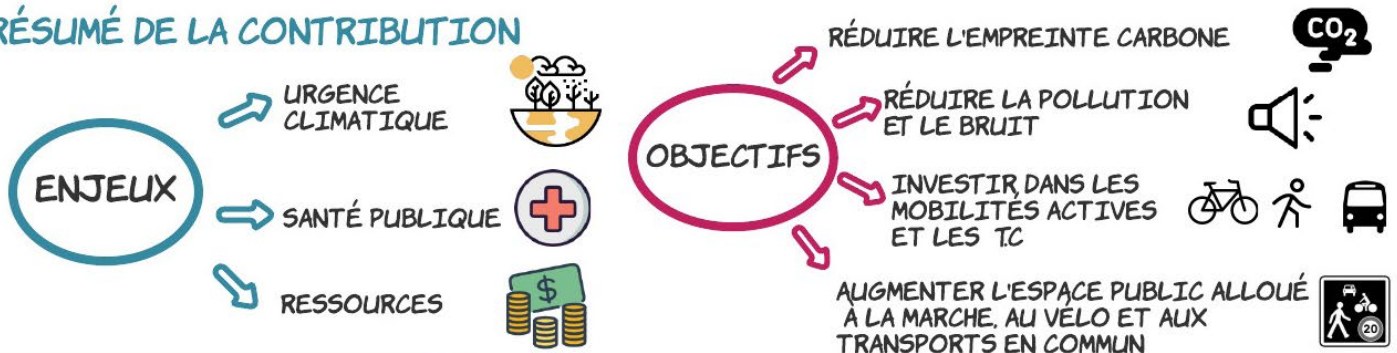 RÉSUMÉ DE LA CONTRIBUTION
ENJEUX
URGENCE
CLIMATIQUE
SANTÉ PUBLIQUE
RESSOURCES
$
OBJECTIFS
RÉDUIRE L'EMPREINTE CARBONE
CO2
RÉDUIRE LA POLLUTION
ET LE BRUIT
INVESTIR DANS LES
MOBILITÉS ACTIVES
ET LES TC
AUGMENTER L'ESPACE PUBLIC ALLOUÉ
À LA MARCHE, AU VÉLO ET AUX
TRANSPORTS EN COMMUN
20